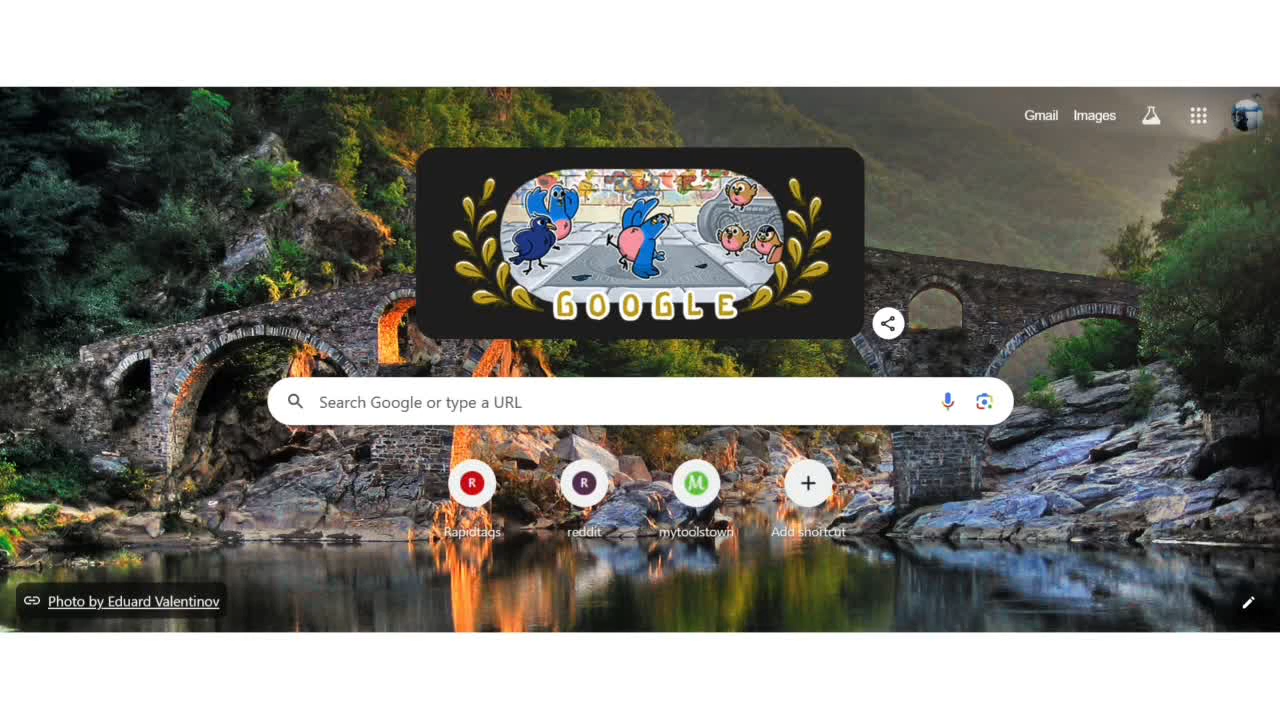 Gmail Images
GOOGLE
Search Google or type a URL
R R M
Rapidtags reddit mytoolstown Add shortcut
Photo by Eduard Valentinov